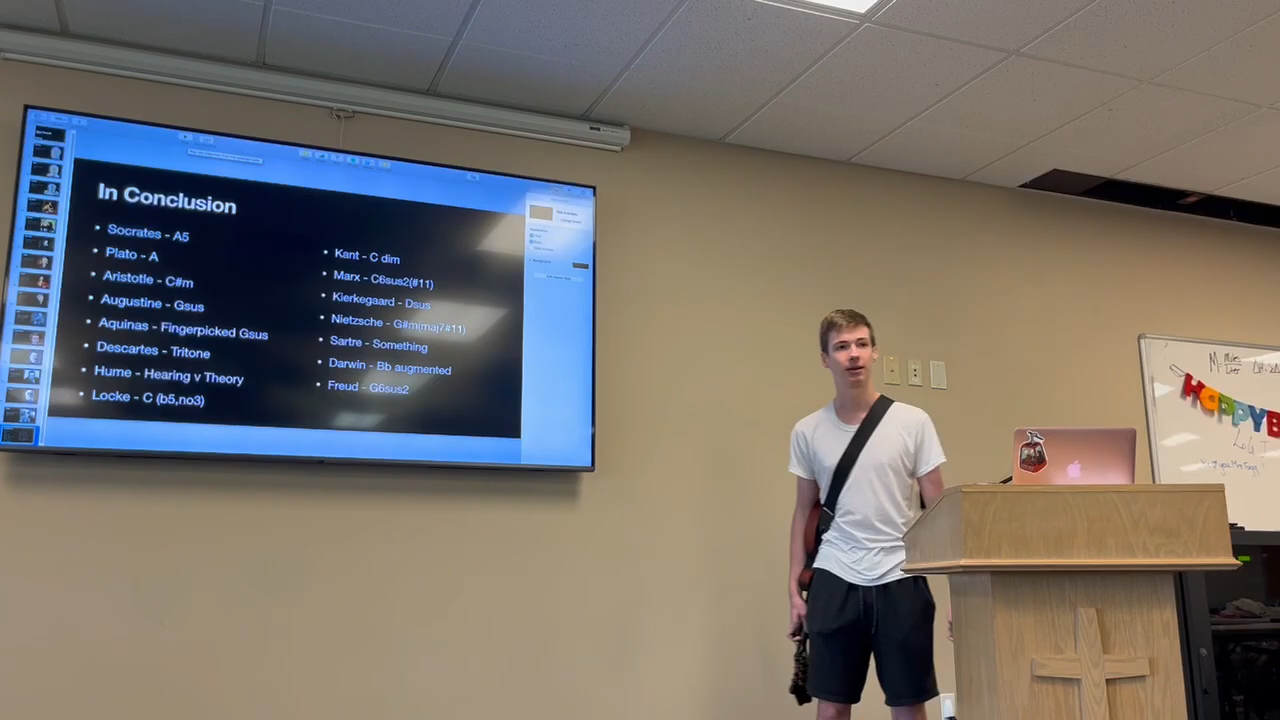 In Conclusion
• Socrates - A5
• Plato - A
• Aristotle - C#m
• Augustine - Gsus
• Aquinas - Fingerpicked Gsus
• Descartes - Tritone
• Hume - Hearing v Theory
• Locke - C (b5,no3)
• Kant - C dim
• Marx - C6sus2(#11)
• Kierkegaard - Dsus
• Nietzsche - G#m(maj7#11)
• Sartre - Something
• Darwin - Bb augmented
• Freud - G6sus2
HAPPYB